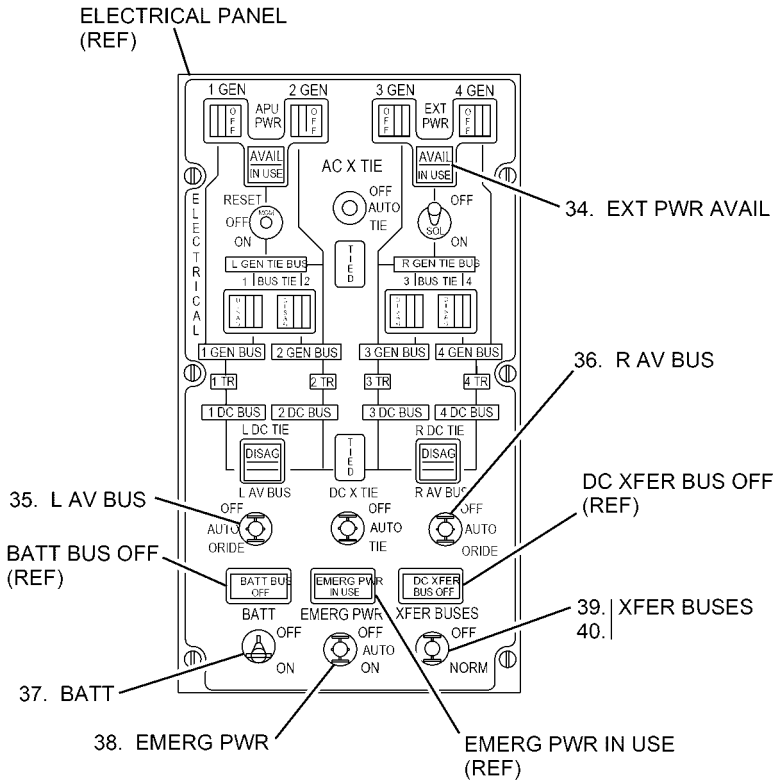 ELECTRICAL PANEL
(REF)
1 GEN
2 GEN
3 GEN
4 GEN
OFF
APU
PWR
OFF
OFF
EXT
PWR
OFF
AVAIL
IN USE
AC X TIE
AVAIL
IN USE
34. EXT PWR AVAIL
ELECTRICAL
RESET
OFF
ON
OFF
AUTO
TIE
OFF
SOL
ON
TIED
L GEN TIE BUS
R GEN TIE BUS
1 BUS TIE 2
3 BUS TIE 4
1 GEN BUS
2 GEN BUS
3 GEN BUS
4 GEN BUS
1 TR
2 TR
3 TR
4 TR
36. R AV BUS
1 DC BUS
2 DC BUS
3 DC BUS
4 DC BUS
L DC TIE
R DC TIE
DISAG
TIED
DISAG
L AV BUS
DC X TIE
R AV BUS
35. L AV BUS
OFF
AUTO
ORIDE
OFF
AUTO
TIE
OFF
AUTO
ORIDE
DC XFER BUS OFF
(REF)
BATT BUS OFF
(REF)
BATT BUS
OFF
EMERG PWR
IN USE
DC XFER
BUS OFF
BATT
EMERG PWR
XFER BUSES
OFF
ON
OFF
AUTO
ON
OFF
NORM
39. XFER BUSES
40.
37. BATT
38. EMERG PWR
EMERG PWR IN USE
(REF)